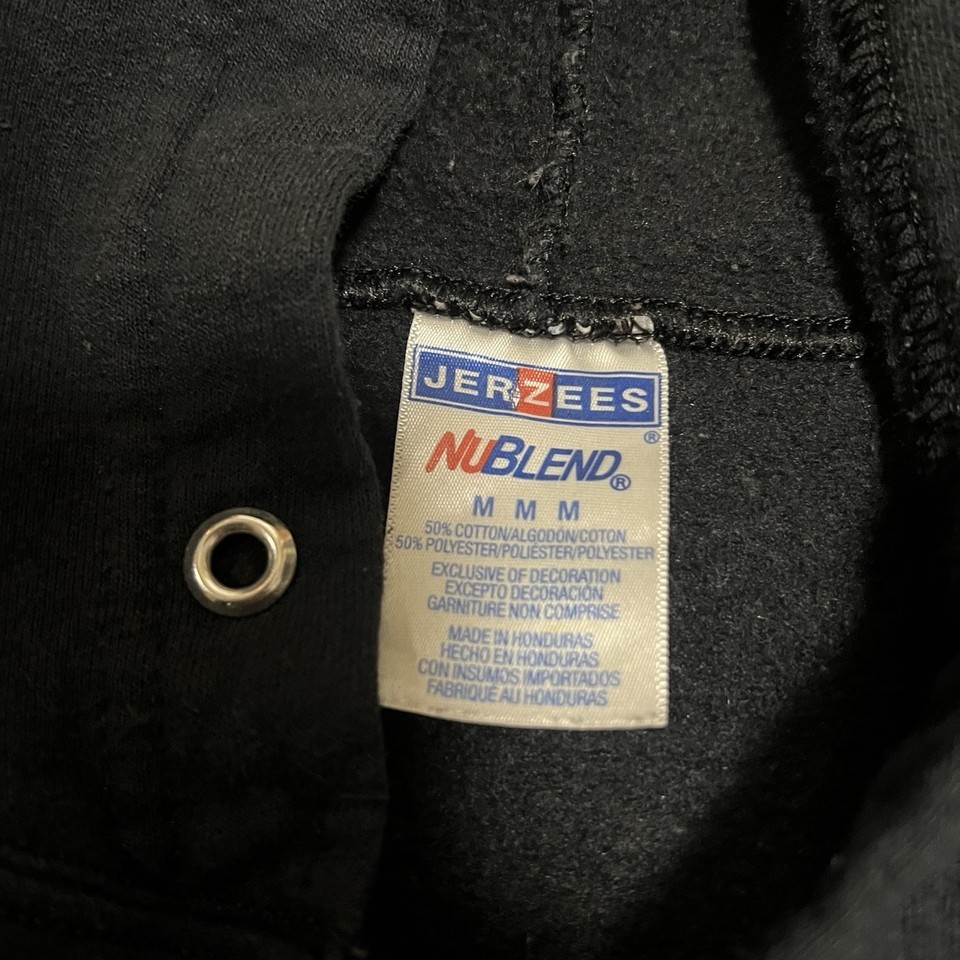 JERZEES®
NUBLEND®
M M M
50% COTTON/ALGODÓN/COTON
50% POLYESTER/POLIÉSTER/POLYESTER
EXCLUSIVE OF DECORATION
EXCEPTO DECORACIÓN
GARNITURE NON COMPRISE
MADE IN HONDURAS
HECHO EN HONDURAS
CON INSUMOS IMPORTADOS
FABRIQUÉ AU HONDURAS